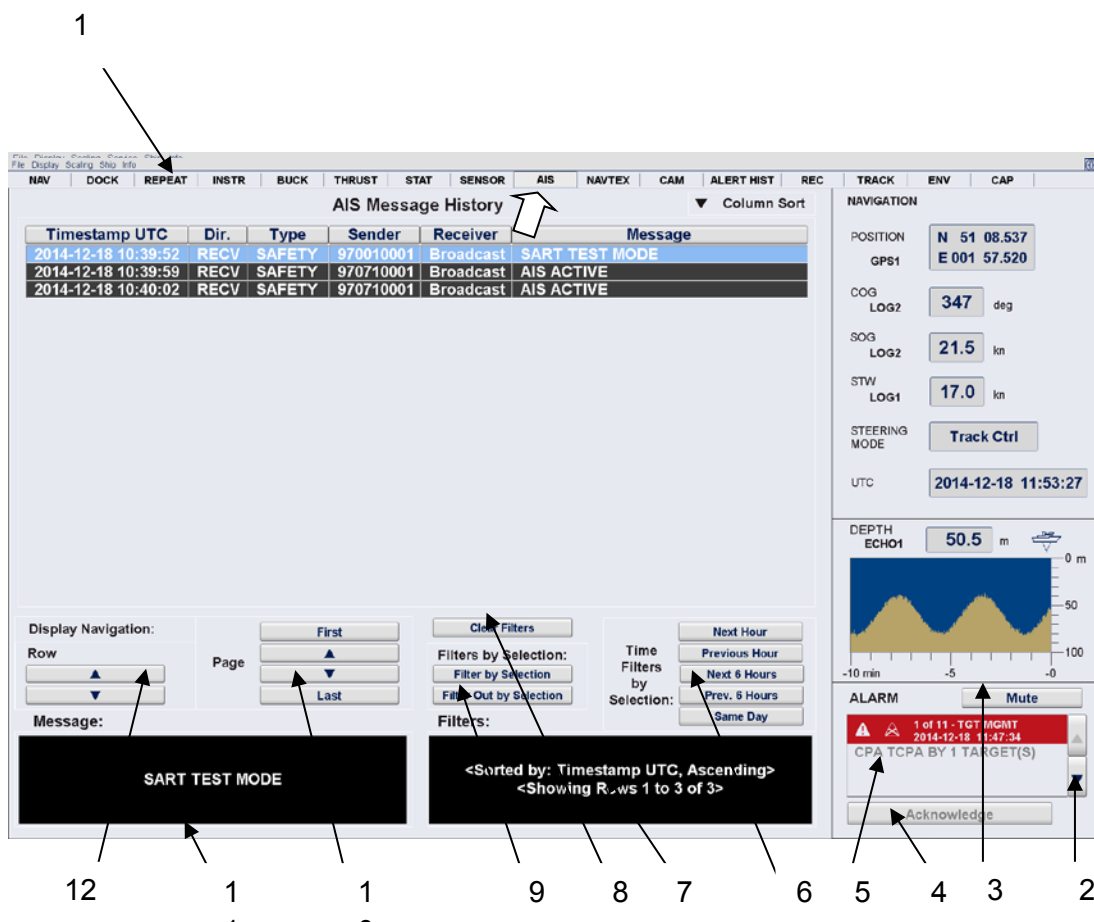 1
File Display Scaling Service Ship Info
File Display Scaling Ship Info
NAV DOCK REPEAT INSTR BUCK THRUST STAT SENSOR AIS NAVTEX CAM ALERT HIST REC TRACK ENV CAP
AIS Message History
▼ Column Sort
Timestamp UTC Dir. Type Sender Receiver Message
2014-12-18 10:39:52 RECV SAFETY 970010001 Broadcast SART TEST MODE
2014-12-18 10:39:59 RECV SAFETY 970710001 Broadcast AIS ACTIVE
2014-12-18 10:40:02 RECV SAFETY 970710001 Broadcast AIS ACTIVE
Display Navigation:
Row
▲
▼
Page
First
▲
▼
Last
Clear Filters
Filters by Selection:
Filter by Selection
Filter Out by Selection
Time
Filters
by
Selection:
Next Hour
Previous Hour
Next 6 Hours
Prev. 6 Hours
Same Day
Message:
SART TEST MODE
Filters:
<Sorted by: Timestamp UTC, Ascending>
<Showing Rows 1 to 3 of 3>
NAVIGATION
POSITION N 51 08.537
GPS1 E 001 57.520
COG
LOG2 347 deg
SOG
LOG2 21.5 kn
STW
LOG1 17.0 kn
STEERING
MODE Track Ctrl
UTC 2014-12-18 11:53:27
DEPTH
ECHO1 50.5 m
0 m
50
100
-10 min -5 -0
ALARM Mute
1 of 11 - TGT MGMT
2014-12-18 11:47:34
CPA TCPA BY 1 TARGET(S)
Acknowledge
12 1 1 9 8 7 6 5 4 3 2